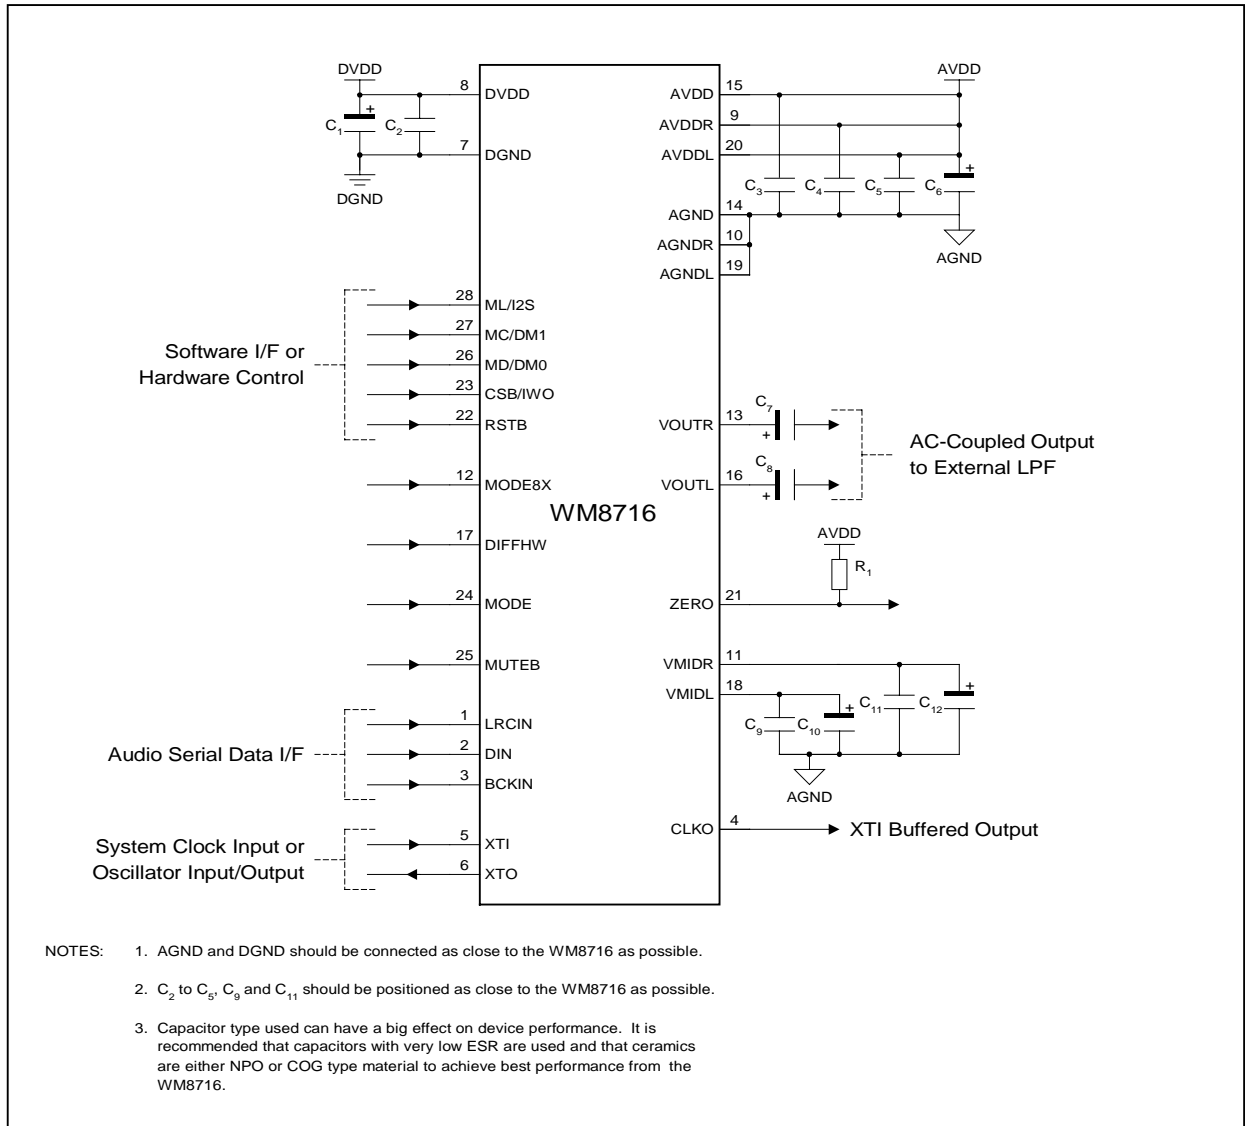 DVDD
8 DVDD
C1 +
C2
7 DGND
DGND
AVDD 15
AVDD
AVDDR 9
AVDDL 20
C3 C4 C5 C6 +
AGND 14
AGNDR 10
AGNDL 19
AGND
Software I/F or
Hardware Control
28 ML/I2S
27 MC/DM1
26 MD/DM0
23 CSB/IWO
22 RSTB
12 MODE8X
17 DIFFHW
24 MODE
25 MUTEB
Audio Serial Data I/F
1 LRCIN
2 DIN
3 BCKIN
System Clock Input or
Oscillator Input/Output
5 XTI
6 XTO
WM8716
VOUTR 13
C7
+
VOUTL 16
C8
+
AC-Coupled Output
to External LPF
AVDD
R1
ZERO 21
VMIDR 11
VMIDL 18
C9 C10 + C11 C12 +
AGND
CLKO 4
XTI Buffered Output
NOTES: 1. AGND and DGND should be connected as close to the WM8716 as possible.
2. C2 to C5, C9 and C11 should be positioned as close to the WM8716 as possible.
3. Capacitor type used can have a big effect on device performance. It is
recommended that capacitors with very low ESR are used and that ceramics
are either NPO or COG type material to achieve best performance from the
WM8716.